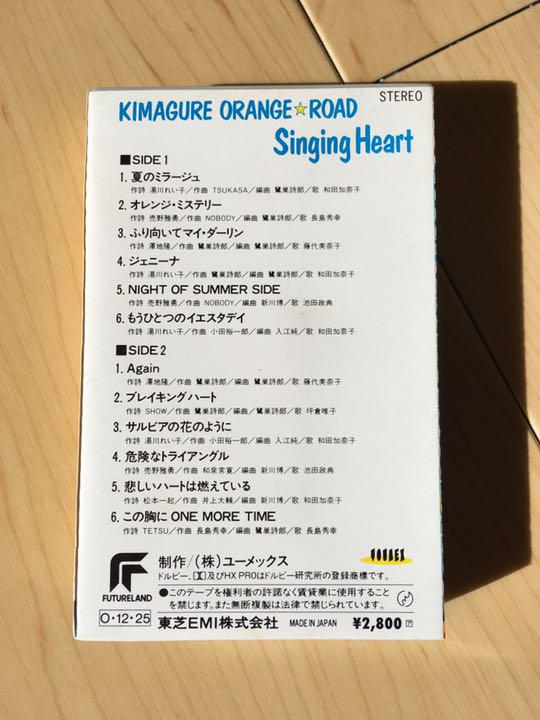 STEREO
KIMAGURE ORANGE☆ROAD
Singing Heart
■SIDE 1
1. 夏のミラージュ
作詩 湯川れい子／作曲 TSUKASA／編曲 鷺巣詩郎／歌 和田加奈子
2. オレンジ・ミステリー
作詩 売野雅勇／作曲 NOBODY／編曲 鷺巣詩郎／歌 長島秀幸
3. ふり向いてマイ・ダーリン
作詩 澤地隆／作曲 鷺巣詩郎／編曲 鷺巣詩郎／歌 藤代美奈子
4. ジェニーナ
作詩 湯川れい子／作曲 鷺巣詩郎／編曲 鷺巣詩郎／歌 和田加奈子
5. NIGHT OF SUMMER SIDE
作詩 売野雅勇／作曲 NOBODY／編曲 新川博／歌 池田政典
6. もうひとつのイエスタデイ
作詩 湯川れい子／作曲 小田裕一郎／編曲 入江純／歌 和田加奈子
■SIDE 2
1. Again
作詩 澤地隆／作曲 鷺巣詩郎／編曲 鷺巣詩郎／歌 藤代美奈子
2. ブレイキングハート
作詩 SHOW／作曲 鷺巣詩郎／編曲／鷺巣詩郎／歌 坪倉唯子
3. サルビアの花のように
作詩 湯川れい子／作曲 小田裕一郎／編曲 入江純／歌 和田加奈子
4. 危険なトライアングル
作詩 売野雅勇／作曲 和泉常寛／編曲 新川博／歌 池田政典
5. 悲しいハートは燃えている
作詩 松本一起／作曲 井上大輔／編曲 新川博／歌 和田加奈子
6. この胸に ONE MORE TIME
作詩 TETSU／作曲 長島秀幸／編曲 鷺巣詩郎／歌 長島秀幸
FUTURELAND
制作/(株)ユーメックス
ドルビー、及びHX PROはドルビー研究所の登録商標です。
●このテープを権利者の許諾なく賃貸業に使用すること
を禁じます。また無断複製は法律で禁じられています。
O・12・25 東芝EMI株式会社 MADE IN JAPAN ¥2,800